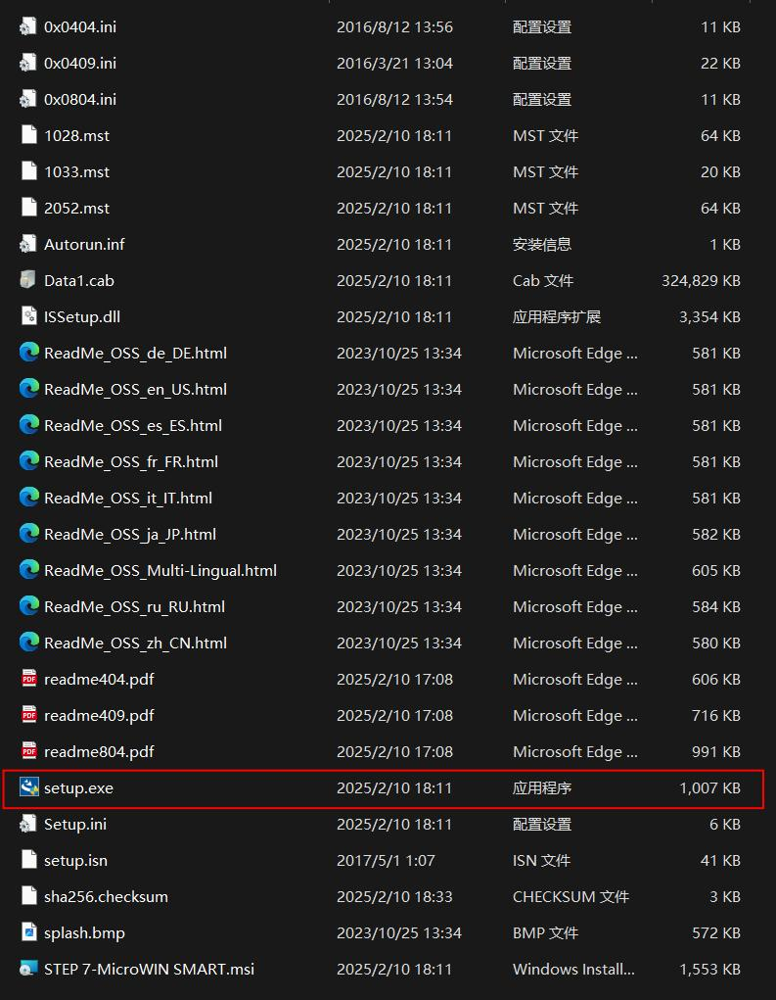 0x0404.ini 2016/8/12 13:56 配置设置 11 KB
0x0409.ini 2016/3/21 13:04 配置设置 22 KB
0x0804.ini 2016/8/12 13:54 配置设置 11 KB
1028.mst 2025/2/10 18:11 MST 文件 64 KB
1033.mst 2025/2/10 18:11 MST 文件 20 KB
2052.mst 2025/2/10 18:11 MST 文件 64 KB
Autorun.inf 2025/2/10 18:11 安装信息 1 KB
Data1.cab 2025/2/10 18:11 Cab 文件 324,829 KB
ISSetup.dll 2025/2/10 18:11 应用程序扩展 3,354 KB
ReadMe_OSS_de_DE.html 2023/10/25 13:34 Microsoft Edge ... 581 KB
ReadMe_OSS_en_US.html 2023/10/25 13:34 Microsoft Edge ... 581 KB
ReadMe_OSS_es_ES.html 2023/10/25 13:34 Microsoft Edge ... 581 KB
ReadMe_OSS_fr_FR.html 2023/10/25 13:34 Microsoft Edge ... 581 KB
ReadMe_OSS_it_IT.html 2023/10/25 13:34 Microsoft Edge ... 581 KB
ReadMe_OSS_ja_JP.html 2023/10/25 13:34 Microsoft Edge ... 582 KB
ReadMe_OSS_Multi-Lingual.html 2023/10/25 13:34 Microsoft Edge ... 605 KB
ReadMe_OSS_ru_RU.html 2023/10/25 13:34 Microsoft Edge ... 584 KB
ReadMe_OSS_zh_CN.html 2023/10/25 13:34 Microsoft Edge ... 580 KB
readme404.pdf 2025/2/10 17:08 Microsoft Edge ... 606 KB
readme409.pdf 2025/2/10 17:08 Microsoft Edge ... 716 KB
readme804.pdf 2025/2/10 17:08 Microsoft Edge ... 991 KB
setup.exe 2025/2/10 18:11 应用程序 1,007 KB
Setup.ini 2025/2/10 18:11 配置设置 6 KB
setup.isn 2017/5/1 1:07 ISN 文件 41 KB
sha256.checksum 2025/2/10 18:33 CHECKSUM 文件 3 KB
splash.bmp 2023/10/25 13:34 BMP 文件 572 KB
STEP 7-MicroWIN SMART.msi 2025/2/10 18:11 Windows Install... 1,553 KB